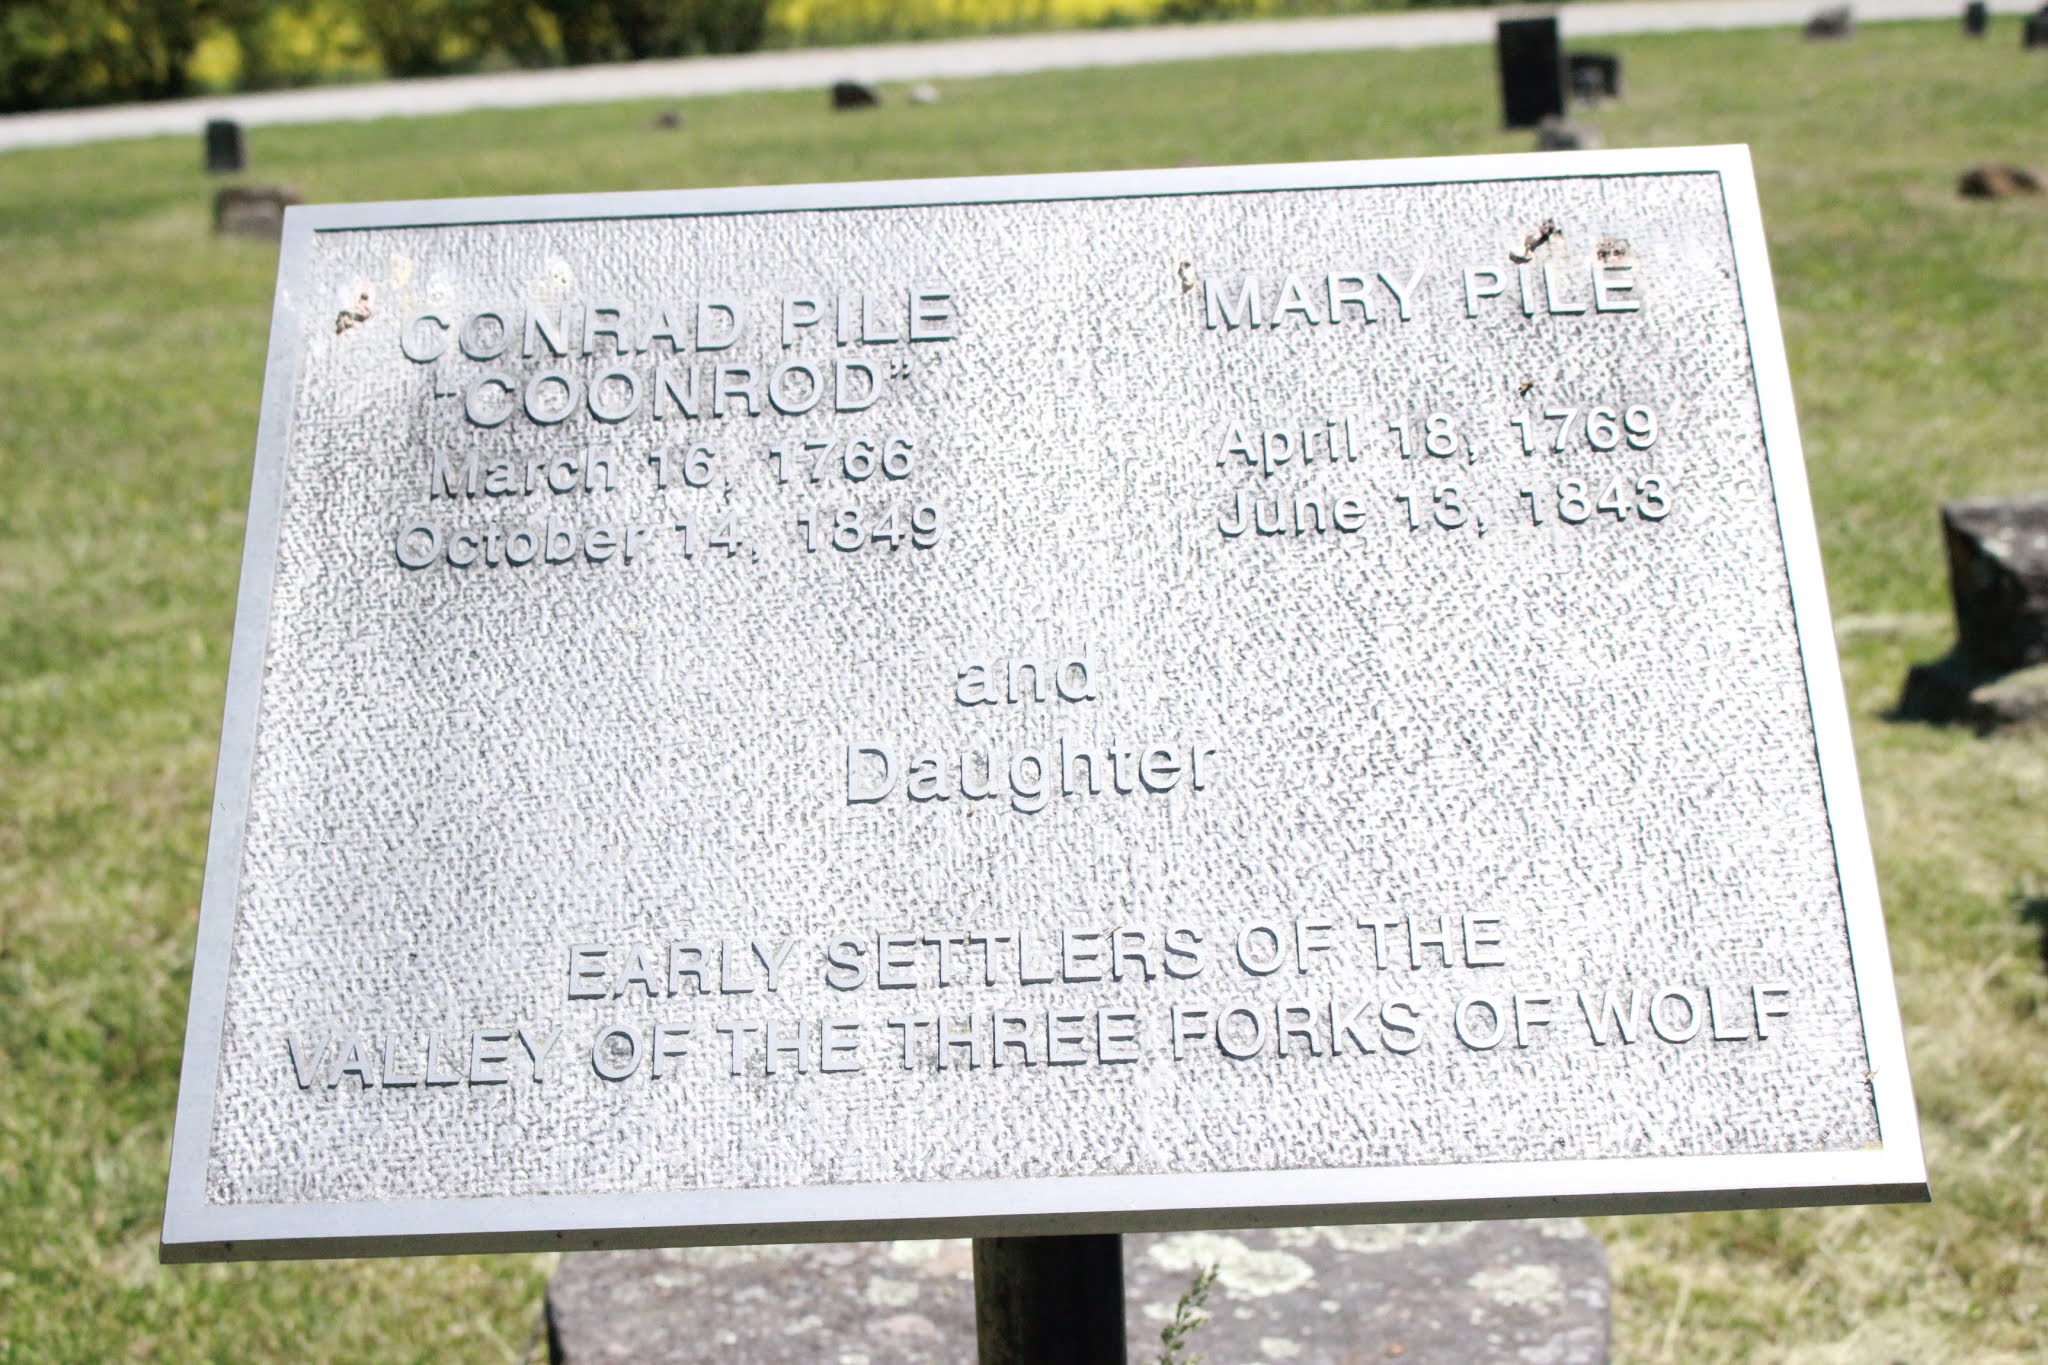 CONRAD PILE
"COONROD"
March 16, 1766
October 14, 1849
MARY PILE
April 18, 1769
June 13, 1843
and
Daughter
EARLY SETTLERS OF THE
VALLEY OF THE THREE FORKS OF WOLF